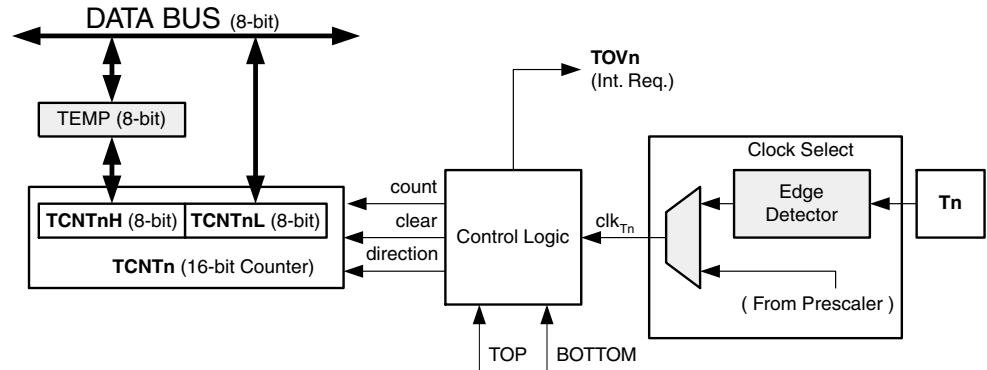 DATA BUS (8-bit)
TOVn
(Int. Req.)
TEMP (8-bit)
Clock Select
count
Edge
Detector
Tn
TCNTnH (8-bit) TCNTnL (8-bit)
clear
Control Logic
clkTn
direction
TCNTn (16-bit Counter)
( From Prescaler )
TOP
BOTTOM